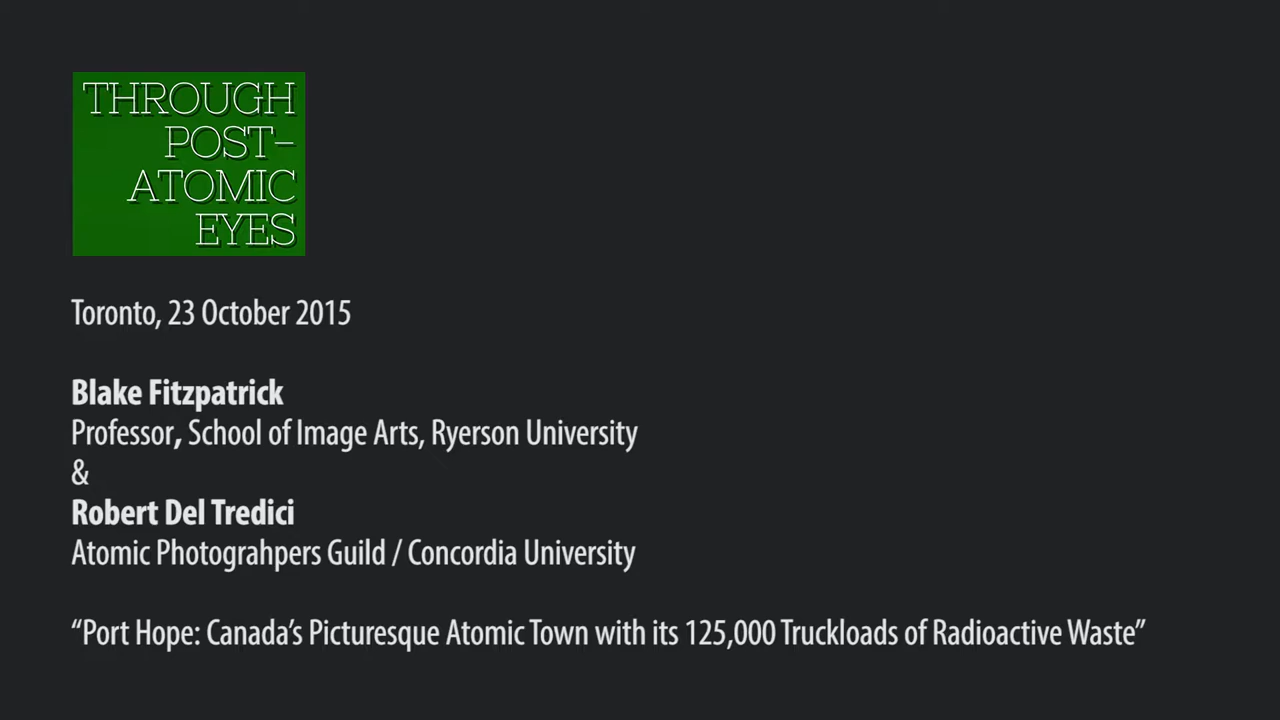 THROUGH
POST-
ATOMIC
EYES
Toronto, 23 October 2015
Blake Fitzpatrick
Professor, School of Image Arts, Ryerson University
&
Robert Del Tredici
Atomic Photograhpers Guild / Concordia University
“Port Hope: Canada’s Picturesque Atomic Town with its 125,000 Truckloads of Radioactive Waste”